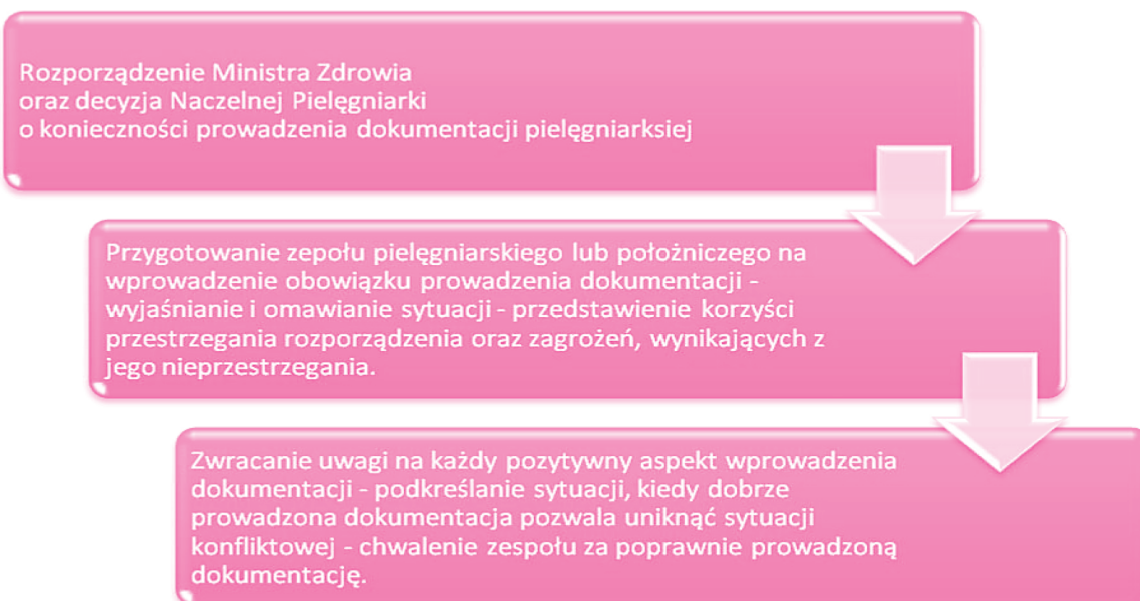 Rozporządzenie Ministra Zdrowia
oraz decyzja Naczelnej Pielęgniarki
o konieczności prowadzenia dokumentacji pielęgniarksiej
Przygotowanie zepołu pielęgniarskiego lub położniczego na
wprowadzenie obowiązku prowadzenia dokumentacji -
wyjaśnianie i omawianie sytuacji - przedstawienie korzyści
przestrzegania rozporządzenia oraz zagrożeń, wynikających z
jego nieprzestrzegania.
Zwracanie uwagi na każdy pozytywny aspekt wprowadzenia
dokumentacji - podkreślanie sytuacji, kiedy dobrze
prowadzona dokumentacja pozwala uniknąć sytuacji
konfliktowej - chwalenie zespołu za poprawnie prowadzoną
dokumentację.